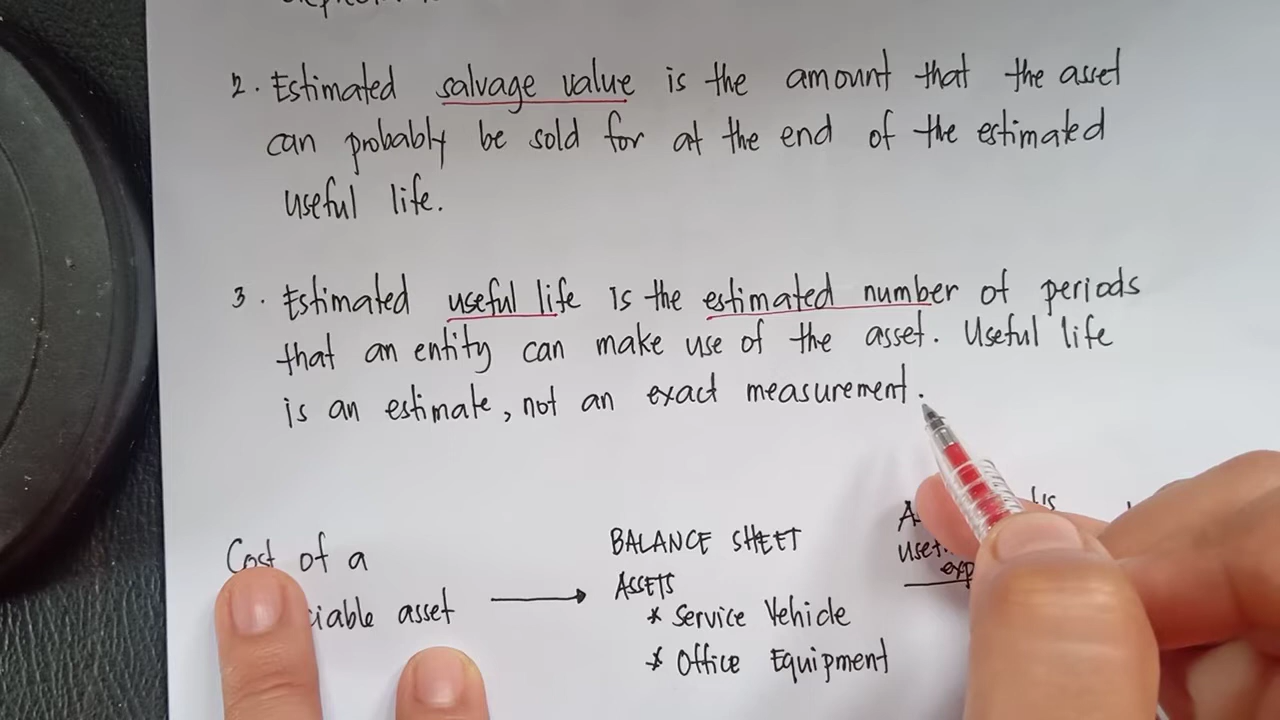 2. Estimated salvage value is the amount that the asset
can probably be sold for at the end of the estimated
useful life.
3. Estimated useful life is the estimated number of periods
that an entity can make use of the asset. Useful life
is an estimate, not an exact measurement.
Cost of a
asset
BALANCE SHEET
ASSETS
* Service Vehicle
* Office Equipment